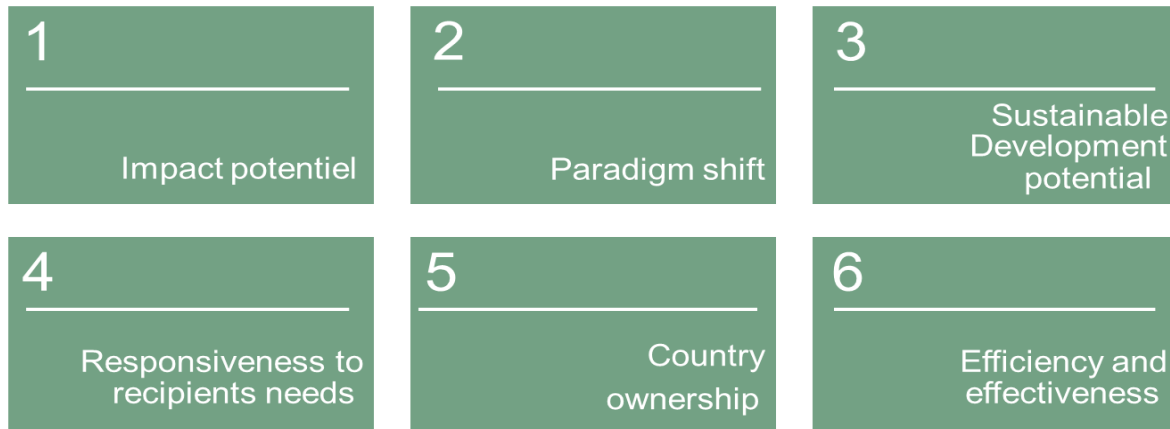 1
Impact potentiel
2
Paradigm shift
3
Sustainable
Development
potential
4
Responsiveness to
recipients needs
5
Country
ownership
6
Efficiency and
effectiveness